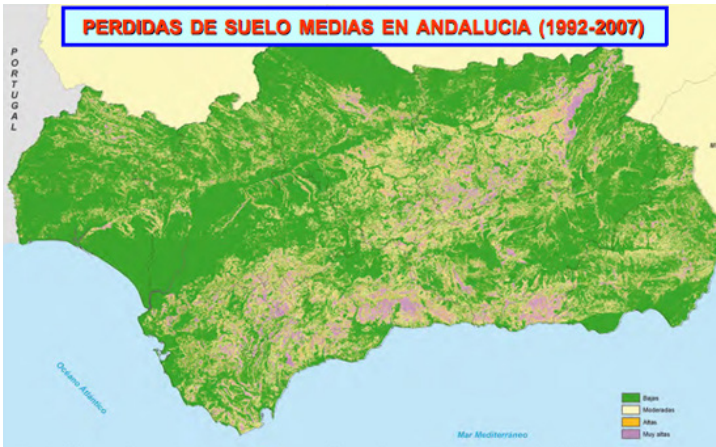 PERDIDAS DE SUELO MEDIAS EN ANDALUCIA (1992-2007)
PORTUGAL
Océano Atlántico
Mar Mediterráneo
Bajas
Moderadas
Altas
Muy altas